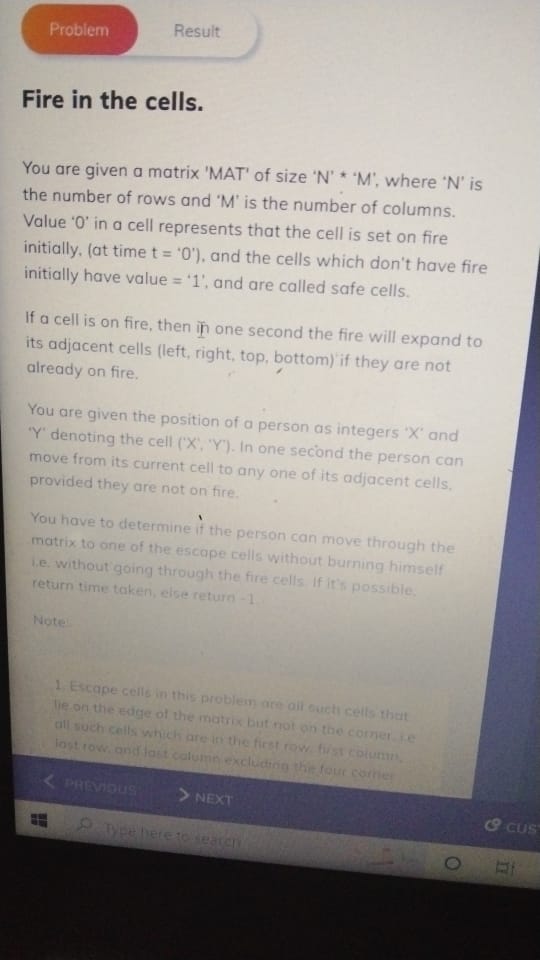 Problem
Result
Fire in the cells.
You are given a matrix 'MAT' of size 'N' * 'M', where 'N' is
the number of rows and 'M' is the number of columns.
Value '0' in a cell represents that the cell is set on fire
initially, (at time t = '0'), and the cells which don't have fire
initially have value = '1', and are called safe cells.
If a cell is on fire, then in one second the fire will expand to
its adjacent cells (left, right, top, bottom) if they are not
already on fire.
You are given the position of a person as integers 'X' and
'Y' denoting the cell ('X', 'Y'). In one second the person can
move from its current cell to any one of its adjacent cells,
provided they are not on fire.
You have to determine if the person can move through the
matrix to one of the escape cells without burning himself
i.e. without going through the fire cells. If it's possible,
return time taken, else return -1.
Note:
1. Escape cells in this problem are all such cells that
lie on the edge of the matrix but not on the corner, i.e
all such cells which are in the first row, first column,
last row, and last column excluding the four corner
< PREVIOUS
> NEXT
CUS
Type here to search